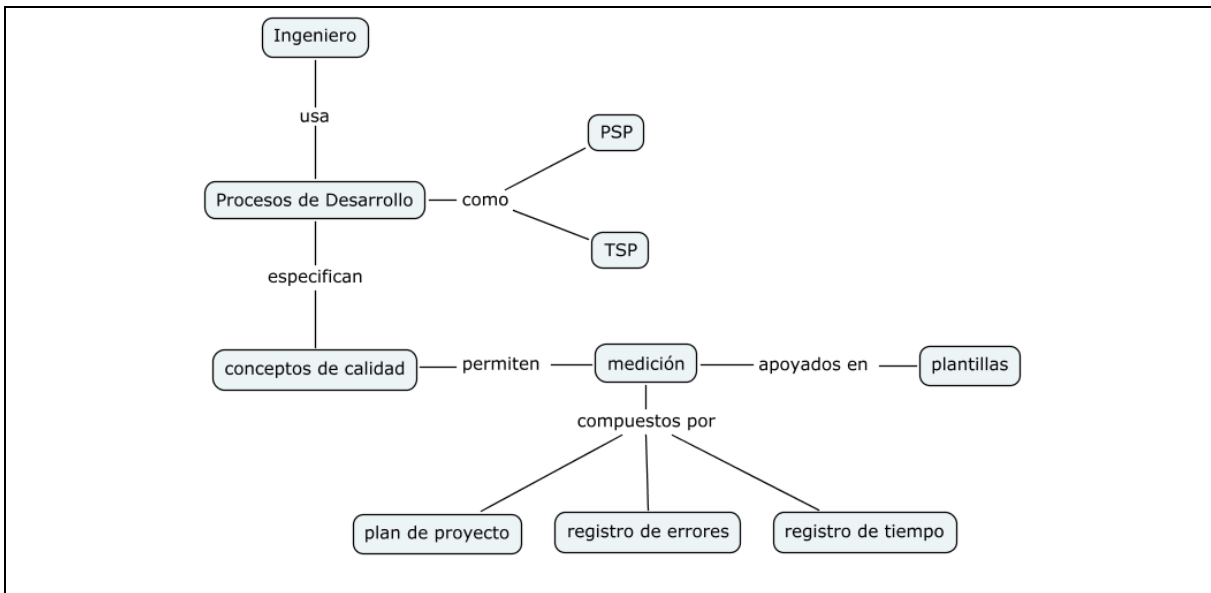 Ingeniero
usa
PSP
Procesos de Desarrollo
como
TSP
especifican
conceptos de calidad
permiten
medición
apoyados en
plantillas
compuestos por
plan de proyecto
registro de errores
registro de tiempo